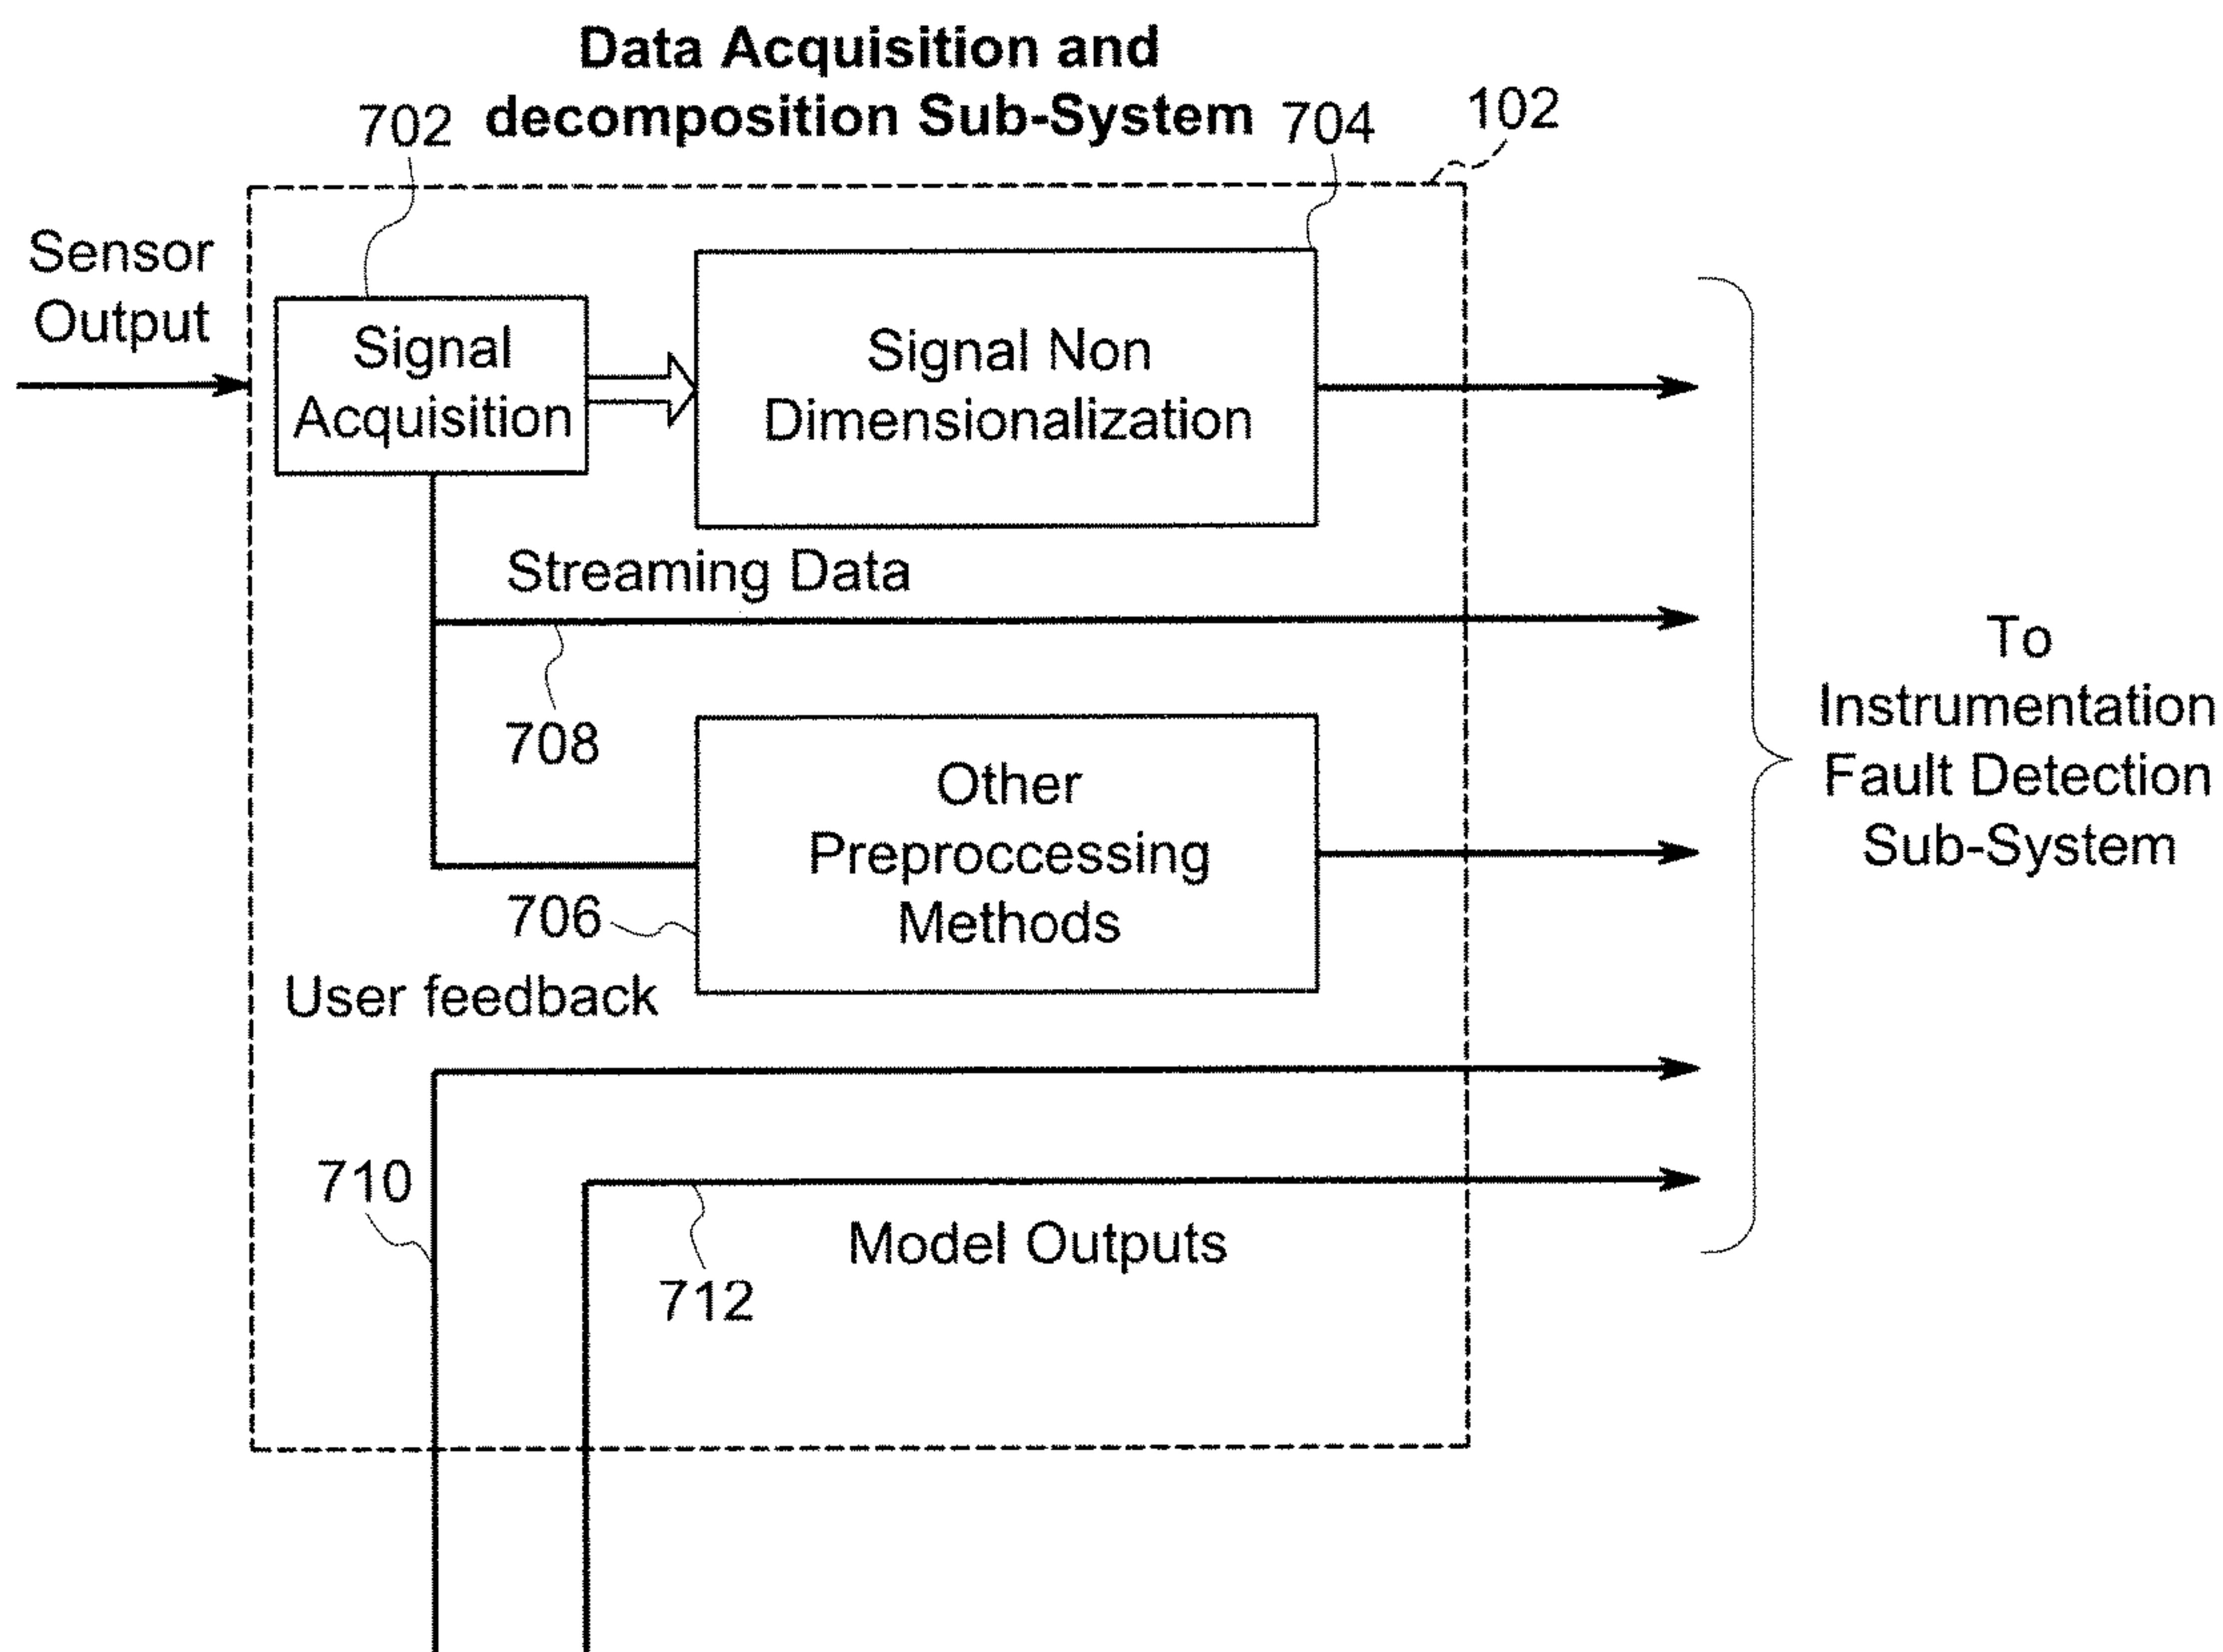 Data Acquisition and
decomposition Sub-System
702
704
102
Sensor
Output
Signal
Acquisition
Signal Non
Dimensionalization
Streaming Data
708
Other
Preproccessing
Methods
706
User feedback
710
712
Model Outputs
To
Instrumentation
Fault Detection
Sub-System